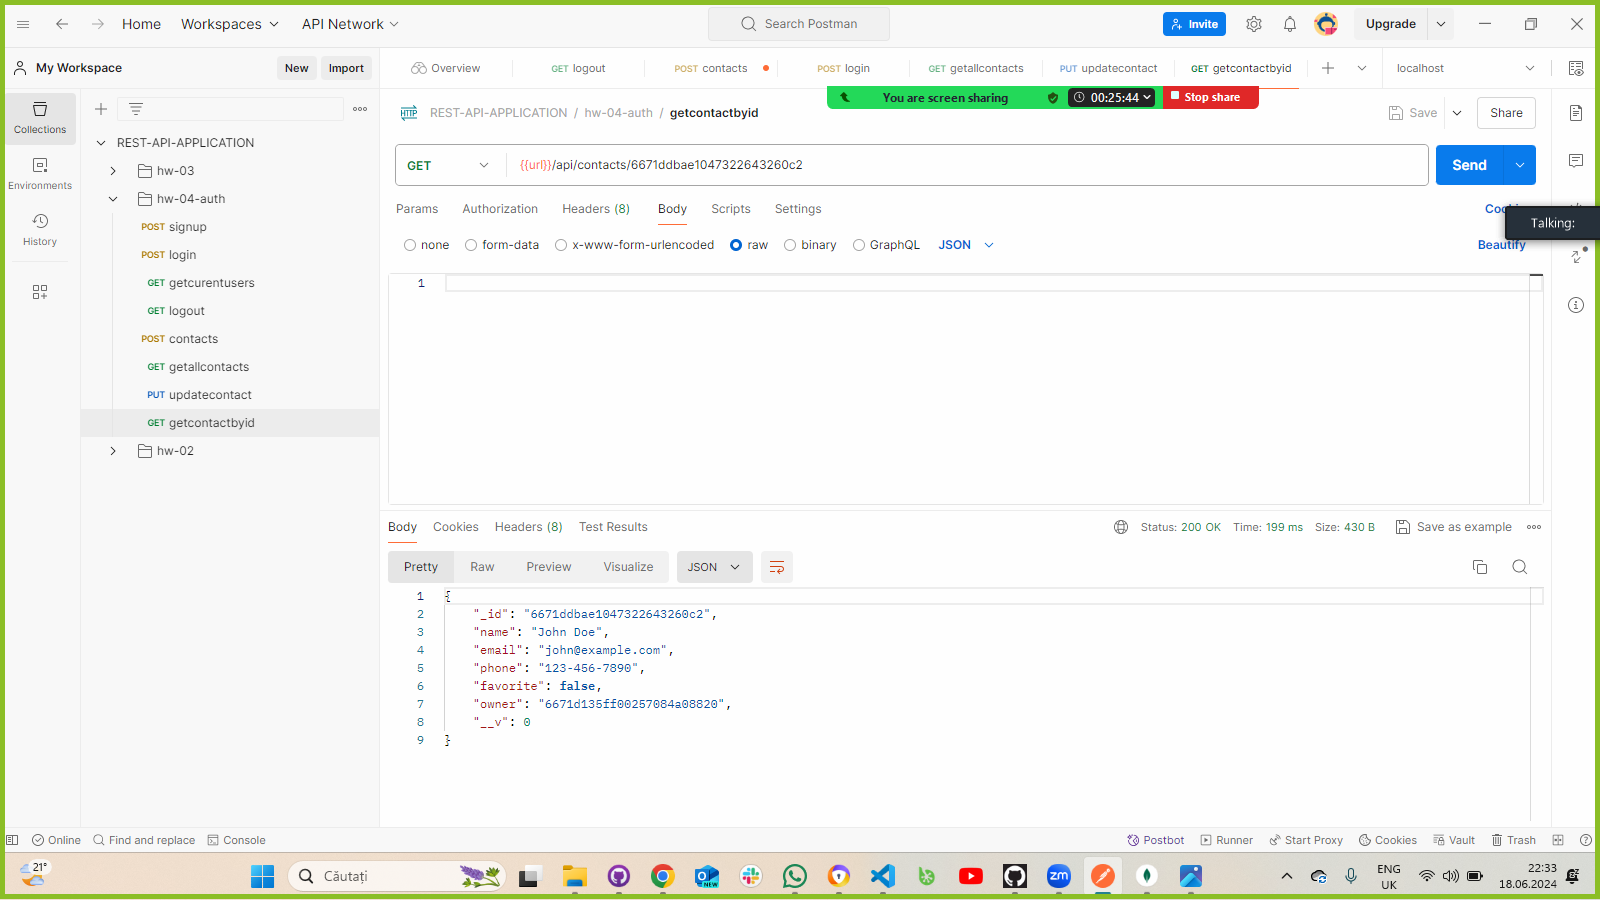 Home Workspaces API Network Search Postman Invite Upgrade
My Workspace New Import Overview GET logout POST contacts POST login GET getallcontacts PUT updatecontact GET getcontactbyid localhost
You are screen sharing 00:25:44 Stop share
Collections
REST-API-APPLICATION / hw-04-auth / getcontactbyid Save Share
REST-API-APPLICATION
hw-03
GET {{url}}/api/contacts/6671ddbae1047322643260c2 Send
Environments
hw-04-auth
Params Authorization Headers (8) Body Scripts Settings
Talking:
POST signup
History
none form-data x-www-form-urlencoded raw binary GraphQL JSON Beautify
POST login
GET getcurentusers
1
GET logout
POST contacts
GET getallcontacts
PUT updatecontact
GET getcontactbyid
hw-02
Body Cookies Headers (8) Test Results Status: 200 OK Time: 199 ms Size: 430 B Save as example
Pretty Raw Preview Visualize JSON
1 {
2 "_id": "6671ddbae1047322643260c2",
3 "name": "John Doe",
4 "email": "john@example.com",
5 "phone": "123-456-7890",
6 "favorite": false,
7 "owner": "6671d135ff00257084a08820",
8 "__v": 0
9 }
Online Find and replace Console Postbot Runner Start Proxy Cookies Vault Trash
21° Căutați NEW zm ENG 22:33
UK 18.06.2024